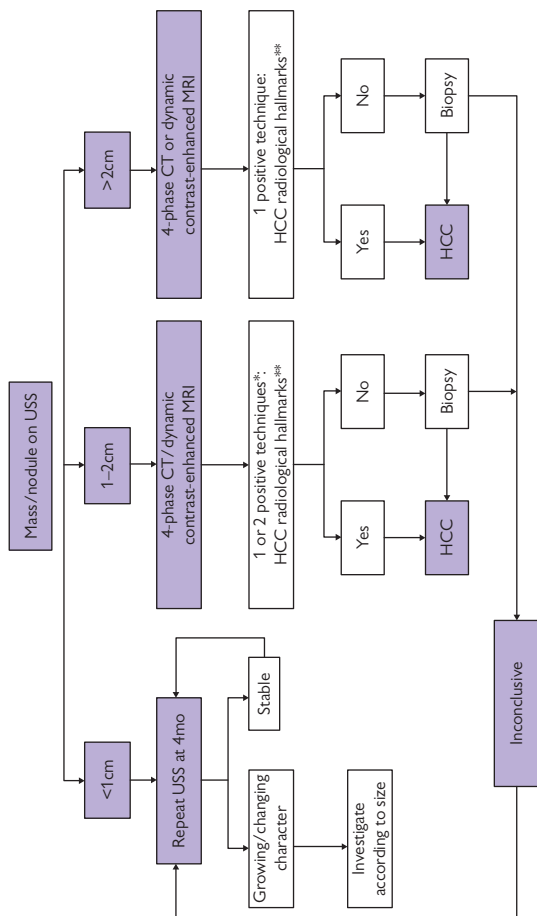 Mass/nodule on USS
<1cm
1–2cm
>2cm
Repeat USS at 4mo
4-phase CT/dynamic
contrast-enhanced MRI
4-phase CT or dynamic
contrast-enhanced MRI
Growing/changing
character
Stable
1 or 2 positive techniques*:
HCC radiological hallmarks**
1 positive technique:
HCC radiological hallmarks**
Investigate
according to size
Yes
No
Yes
No
HCC
Biopsy
HCC
Biopsy
Inconclusive